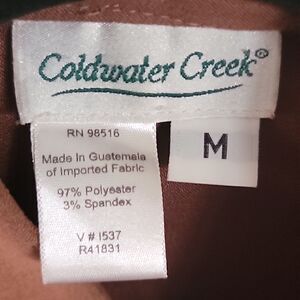 Coldwater Creek®
RN 98516
Made In Guatemala
of Imported Fabric
97% Polyester
3% Spandex
V # I537
R41831
M